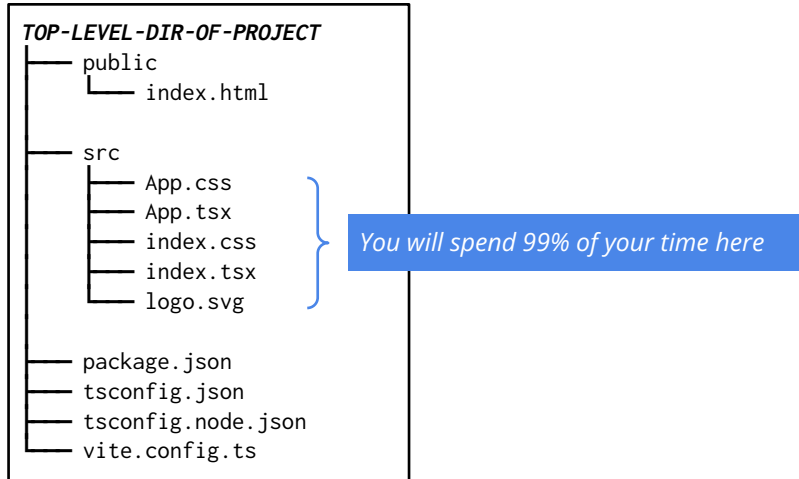 TOP-LEVEL-DIR-OF-PROJECT
public
index.html
src
App.css
App.tsx
index.css
index.tsx
logo.svg
You will spend 99% of your time here
package.json
tsconfig.json
tsconfig.node.json
vite.config.ts